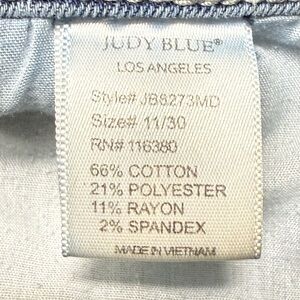 JUDY BLUE®
LOS ANGELES
Style# JB8273MD
Size# 11/30
RN# 116380
66% COTTON
21% POLYESTER
11% RAYON
2% SPANDEX
MADE IN VIETNAM